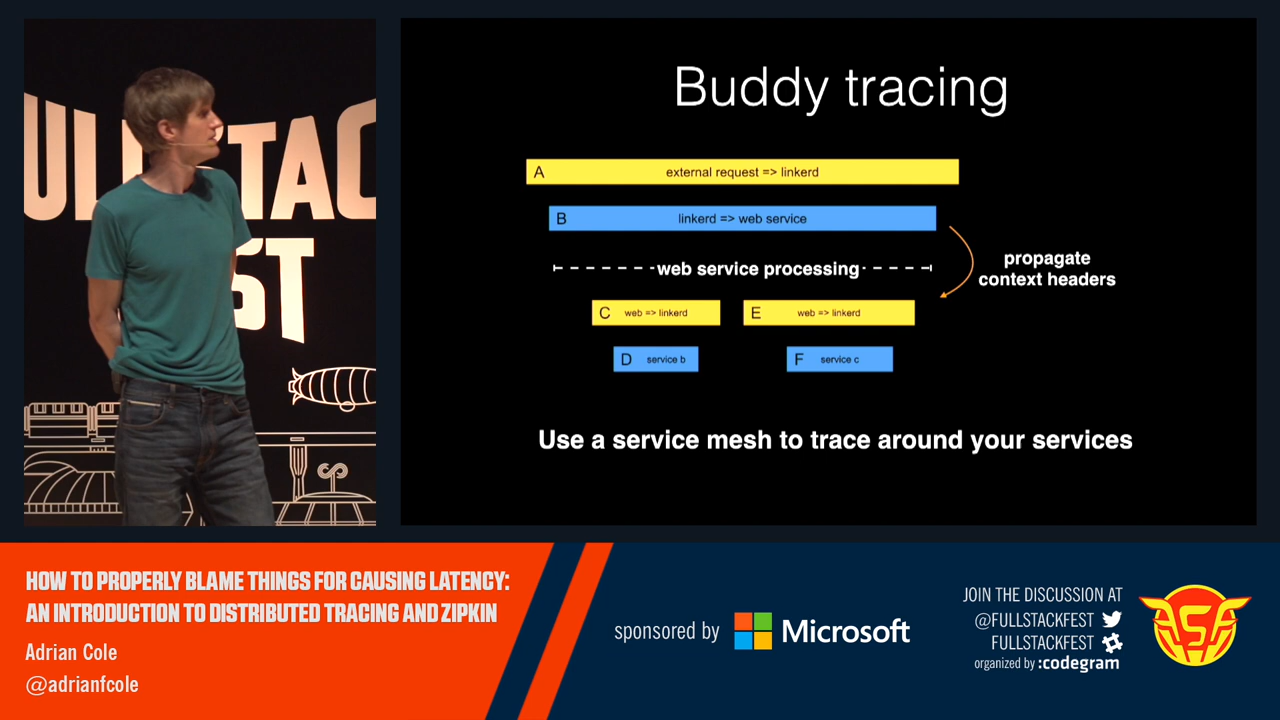 Buddy tracing
A external request => linkerd
B linkerd => web service
web service processing
propagate
context headers
C web => linkerd
E web => linkerd
D service b
F service c
Use a service mesh to trace around your services
HOW TO PROPERLY BLAME THINGS FOR CAUSING LATENCY:
AN INTRODUCTION TO DISTRIBUTED TRACING AND ZIPKIN
Adrian Cole
@adrianfcole
sponsored by Microsoft
JOIN THE DISCUSSION AT
@FULLSTACKFEST
FULLSTACKFEST
organized by :codegram